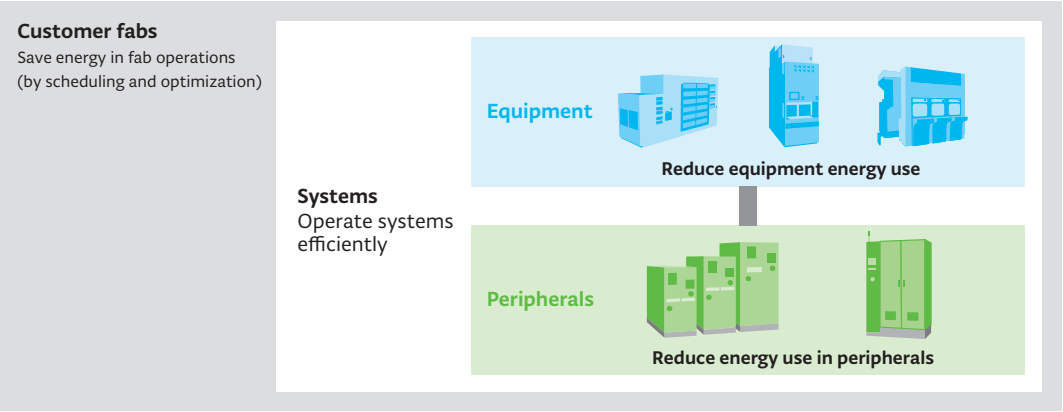 Customer fabs
Save energy in fab operations
(by scheduling and optimization)
Systems
Operate systems
efficiently
Equipment
Reduce equipment energy use
Peripherals
Reduce energy use in peripherals